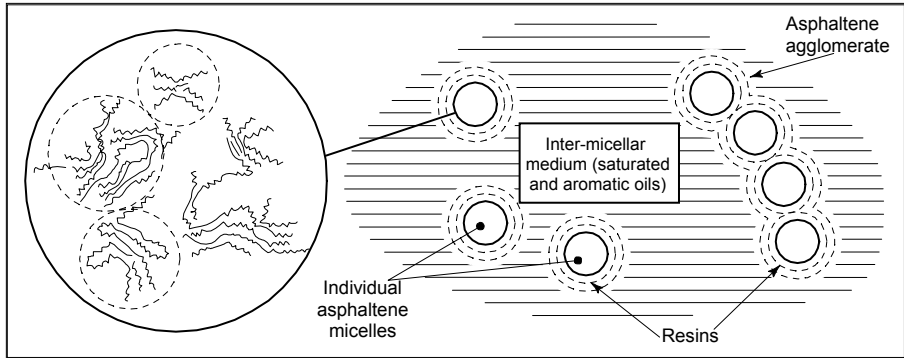 Asphaltene
agglomerate
Inter-micellar
medium (saturated
and aromatic oils)
Individual
asphaltene
micelles
Resins